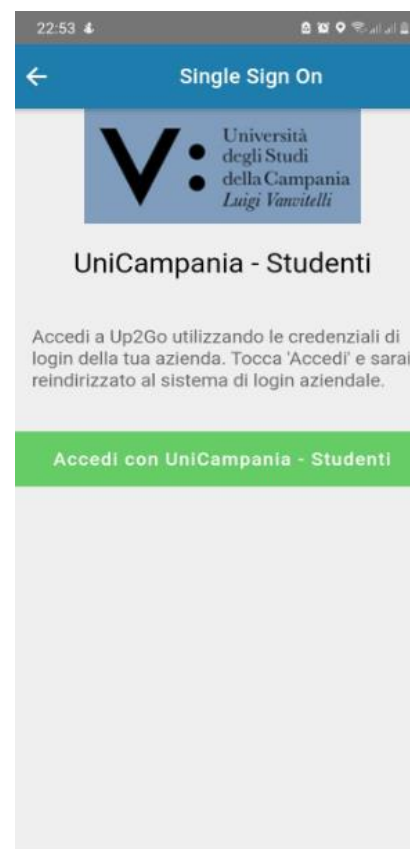 22:53
Single Sign On
V:
Università
degli Studi
della Campania
Luigi Vanvitelli
UniCampania - Studenti
Accedi a Up2Go utilizzando le credenziali di
login della tua azienda. Tocca 'Accedi' e sarai
reindirizzato al sistema di login aziendale.
Accedi con UniCampania - Studenti